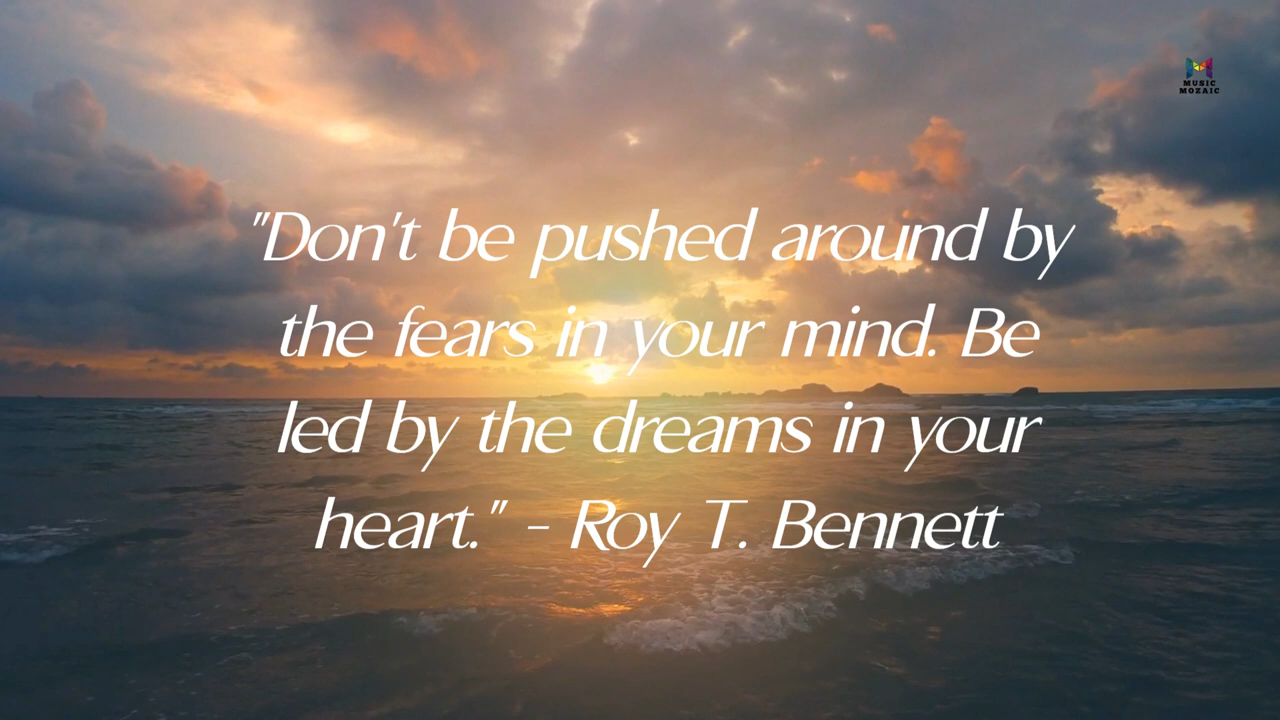 MUSIC
MOZAIC
"Don't be pushed around by
the fears in your mind. Be
led by the dreams in your
heart." - Roy T. Bennett